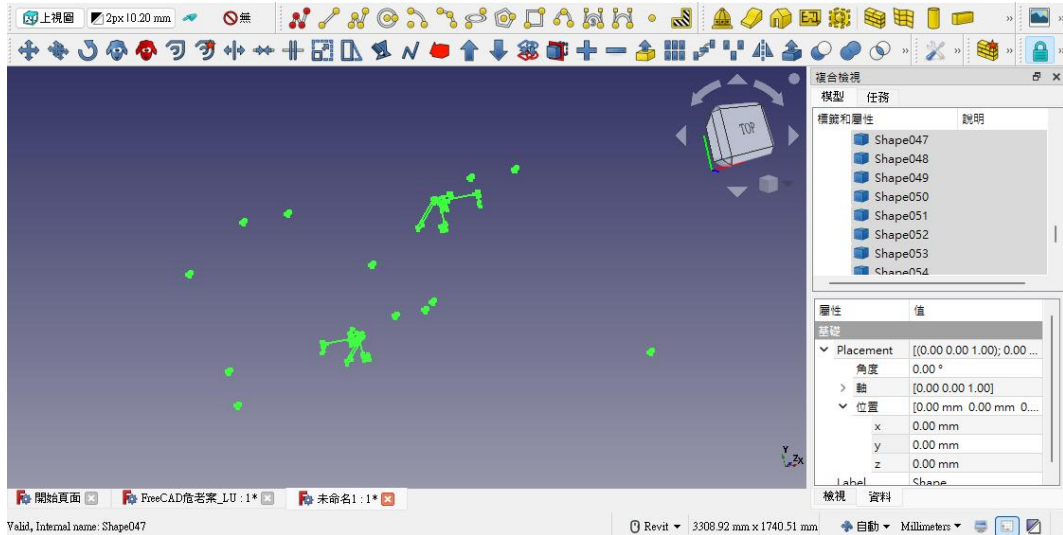 上視圖 2px | 0.20 mm 無
TOP
Y
Z X
複合檢視
模型 任務
標籤和屬性 說明
Shape047
Shape048
Shape049
Shape050
Shape051
Shape052
Shape053
Shape054
屬性 值
基礎
Placement [(0.00 0.00 1.00); 0.00 ...
角度 0.00 °
軸 [0.00 0.00 1.00]
位置 [0.00 mm 0.00 mm 0....
x 0.00 mm
y 0.00 mm
z 0.00 mm
Label Shape
檢視 資料
開始頁面 FreeCAD危老案_LU : 1* 未命名1 : 1*
Valid, Internal name: Shape047 Revit 3308.92 mm x 1740.51 mm 自動 Millimeters